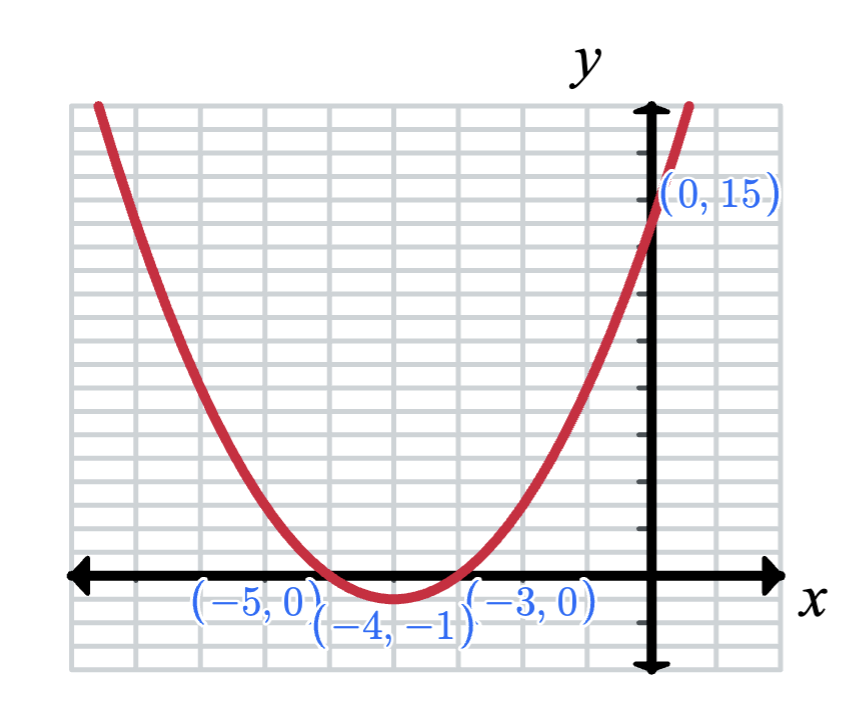 y
(0, 15)
(−5, 0)
(−3, 0)
(−4, −1)
x